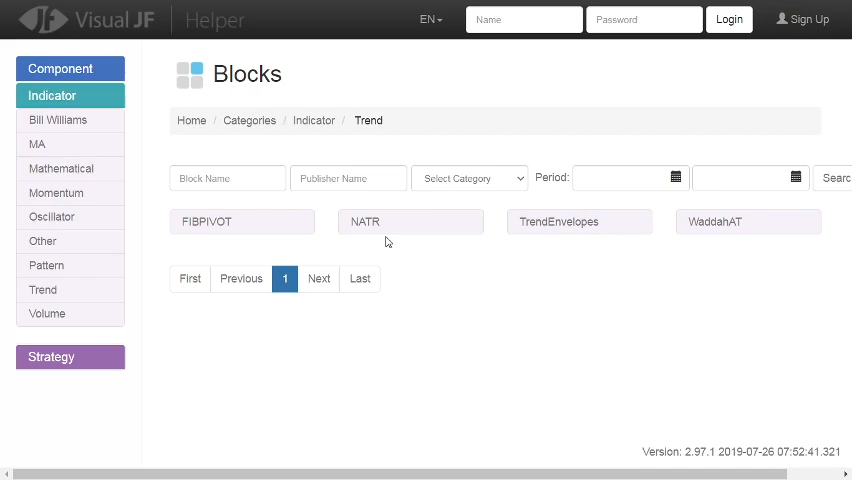 Visual JF Helper EN Name Password Login Sign Up
Component
Indicator
Bill Williams
MA
Mathematical
Momentum
Oscillator
Other
Pattern
Trend
Volume
Strategy
Blocks
Home / Categories / Indicator / Trend
Block Name Publisher Name Select Category Period: Searc
FIBPIVOT NATR TrendEnvelopes WaddahAT
First Previous 1 Next Last
Version: 2.97.1 2019-07-26 07:52:41.321